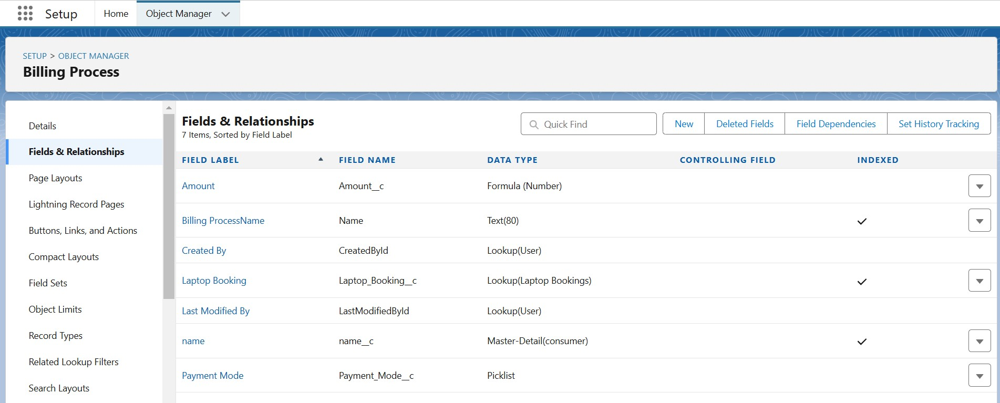 Setup Home Object Manager
SETUP > OBJECT MANAGER
Billing Process
Details
Fields & Relationships
Page Layouts
Lightning Record Pages
Buttons, Links, and Actions
Compact Layouts
Field Sets
Object Limits
Record Types
Related Lookup Filters
Search Layouts
Fields & Relationships
7 Items, Sorted by Field Label
Quick Find New Deleted Fields Field Dependencies Set History Tracking
FIELD LABEL FIELD NAME DATA TYPE CONTROLLING FIELD INDEXED
Amount Amount__c Formula (Number)
Billing ProcessName Name Text(80)
Created By CreatedById Lookup(User)
Laptop Booking Laptop_Booking__c Lookup(Laptop Bookings)
Last Modified By LastModifiedById Lookup(User)
name name__c Master-Detail(consumer)
Payment Mode Payment_Mode__c Picklist